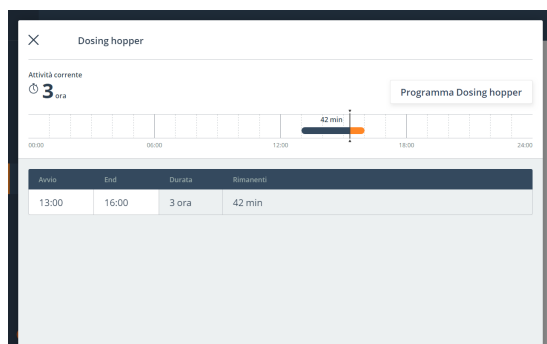 Dosing hopper
Attività corrente
3 ora
Programma Dosing hopper
42 min
00:00 06:00 12:00 18:00 24:00
Avvio End Durata Rimanenti
13:00 16:00 3 ora 42 min